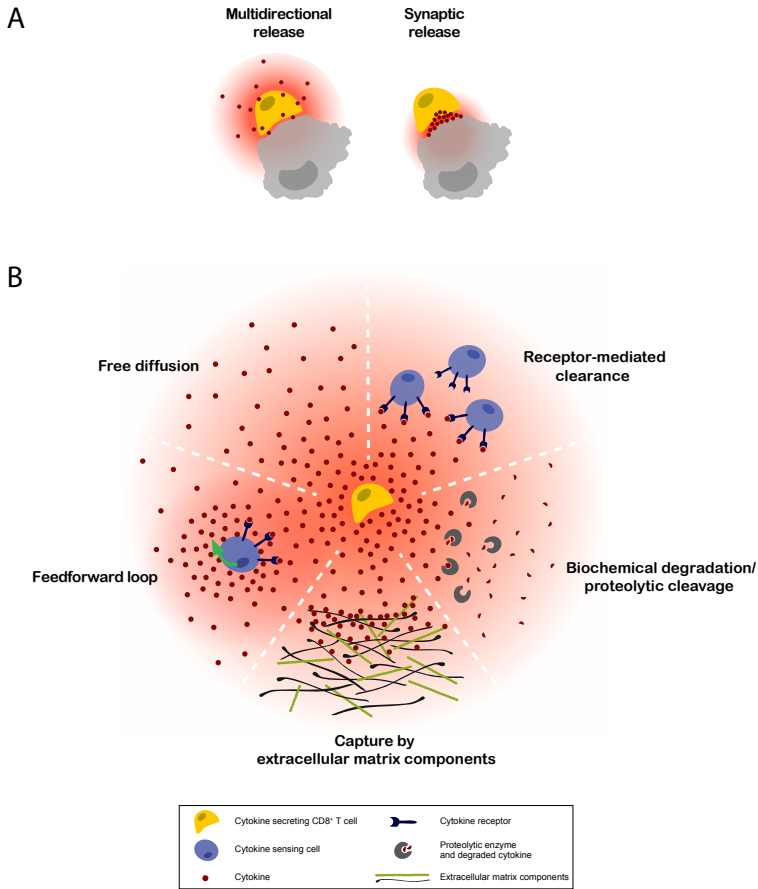 A
Multidirectional
release
Synaptic
release
B
Free diffusion
Receptor-mediated
clearance
Feedforward loop
Biochemical degradation/
proteolytic cleavage
Capture by
extracellular matrix components
Cytokine secreting CD8⁺ T cell
Cytokine receptor
Cytokine sensing cell
Proteolytic enzyme
and degraded cytokine
Cytokine
Extracellular matrix components